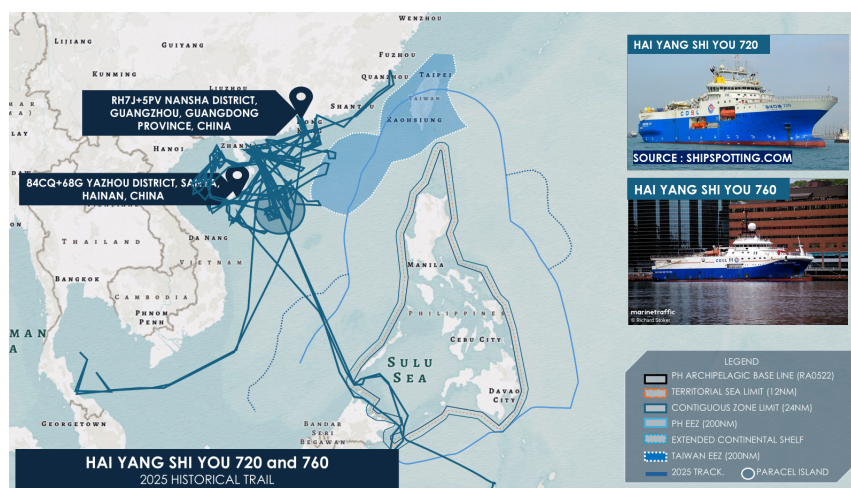 WENZHOU
LIJIANG
GUIYANG
FUZHOU
KUNMING
QUANZHOU TAIPEI
LIUZHOU
TAIWAN
RH7J+5PV NANSHA DISTRICT,
GUANGZHOU, GUANGDONG
PROVINCE, CHINA
KAOHSIUNG
HANOI
84CQ+68G YAZHOU DISTRICT, SANYA,
HAINAN, CHINA
THAILAND
DA NANG
VIETNAM
BANGKOK
MANILA
CAMBODIA
PHNOM
PENH
PHILIPPINES
CEBU CITY
SULU
SEA
DAVAO
CITY
GEORGETOWN
BANDAR
SERI
BEGAWAN
HAI YANG SHI YOU 720 and 760
2025 HISTORICAL TRAIL
HAI YANG SHI YOU 720
COSL
SOURCE : SHIPSPOTTING.COM
HAI YANG SHI YOU 760
COSL
marinetraffic
© Richard Stoker
LEGEND
PH ARCHIPELAGIC BASE LINE (RA0522)
TERRITORIAL SEA LIMIT (12NM)
CONTIGUOUS ZONE LIMIT (24NM)
PH EEZ (200NM)
EXTENDED CONTINENTAL SHELF
TAIWAN EEZ (200NM)
2025 TRACK.
PARACEL ISLAND